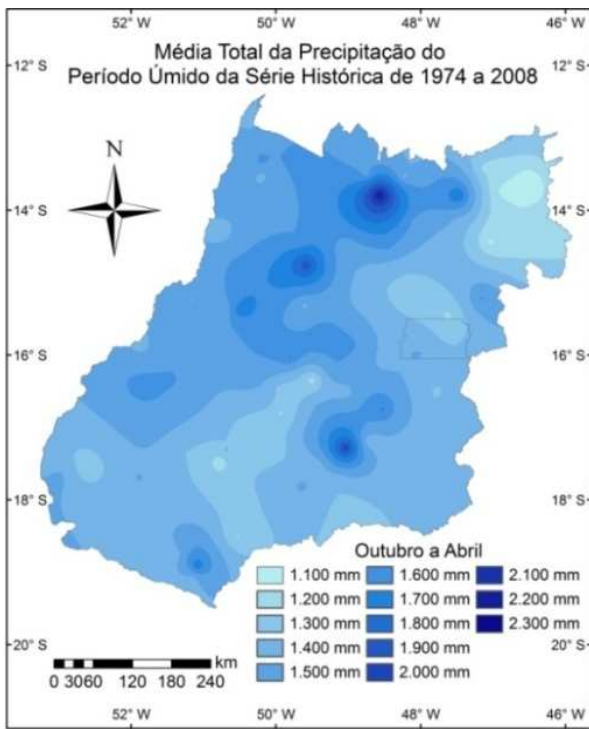 52° W 50° W 48° W 46° W
Média Total da Precipitação do
Período Úmido da Série Histórica de 1974 a 2008
12° S 12° S
N
14° S 14° S
16° S 16° S
18° S 18° S
Outubro a Abril
1.100 mm 1.600 mm 2.100 mm
1.200 mm 1.700 mm 2.200 mm
1.300 mm 1.800 mm 2.300 mm
1.400 mm 1.900 mm
1.500 mm 2.000 mm
20° S 20° S
km
0 3060 120 180 240
52° W 50° W 48° W 46° W